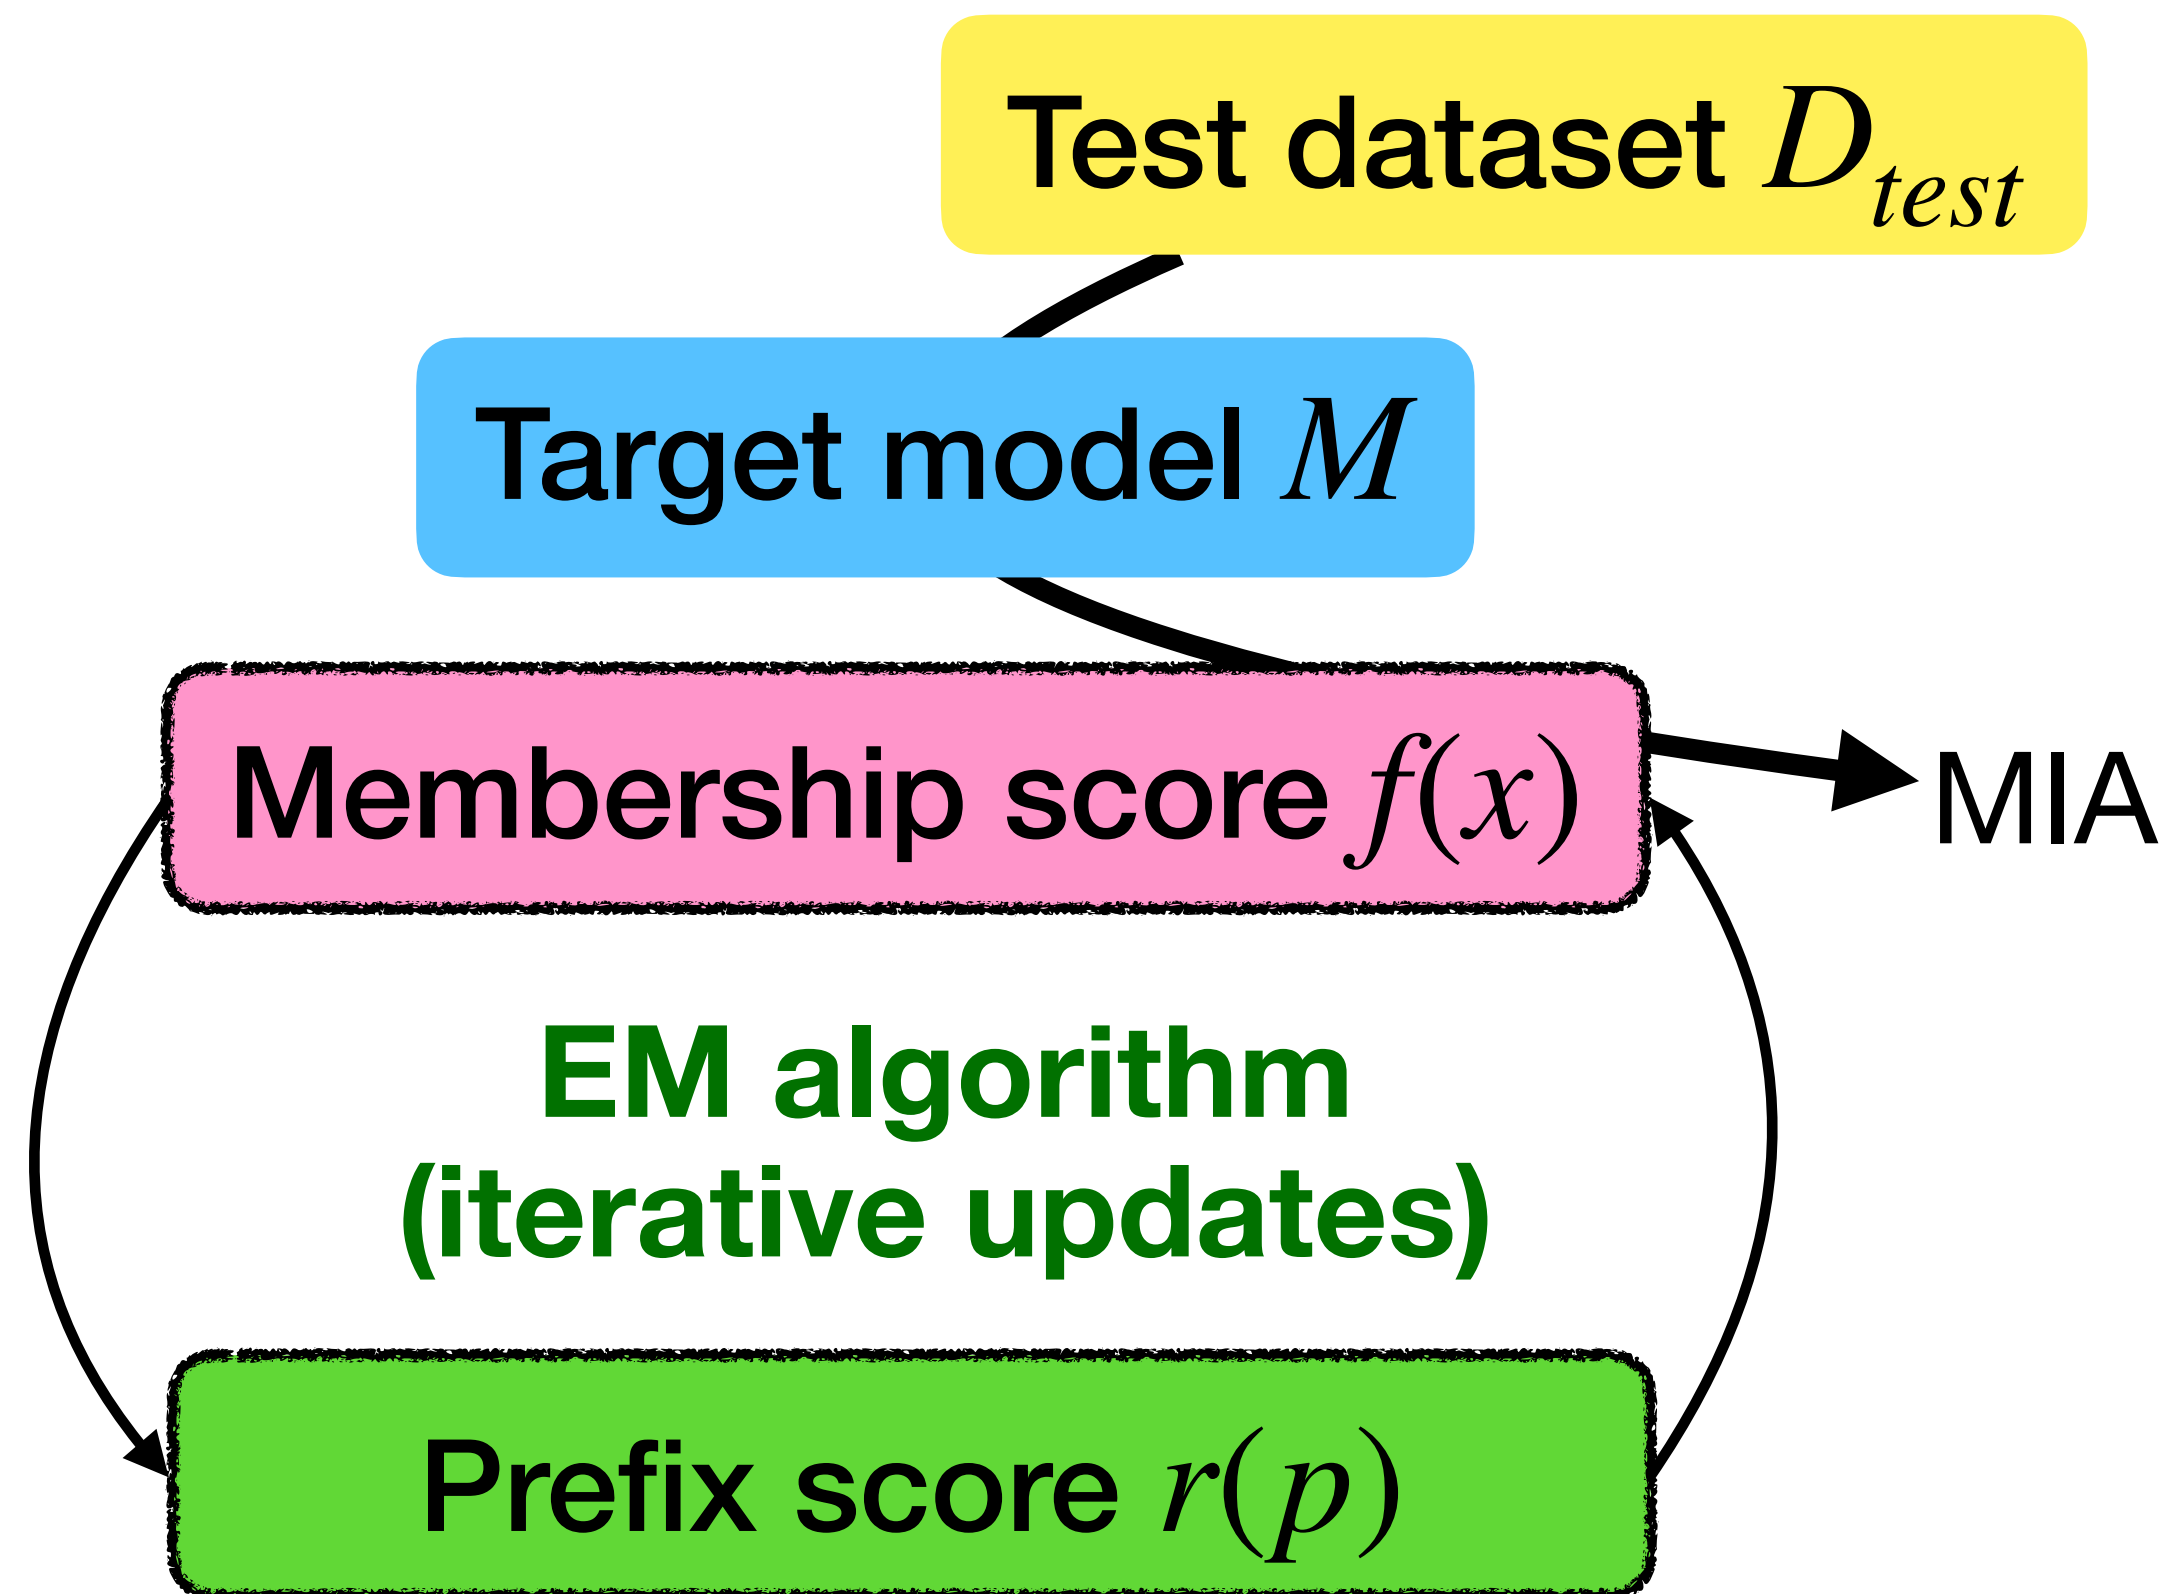 Test dataset D_test
Target model M
Membership score f(x)
MIA
EM algorithm
(iterative updates)
Prefix score r(p)